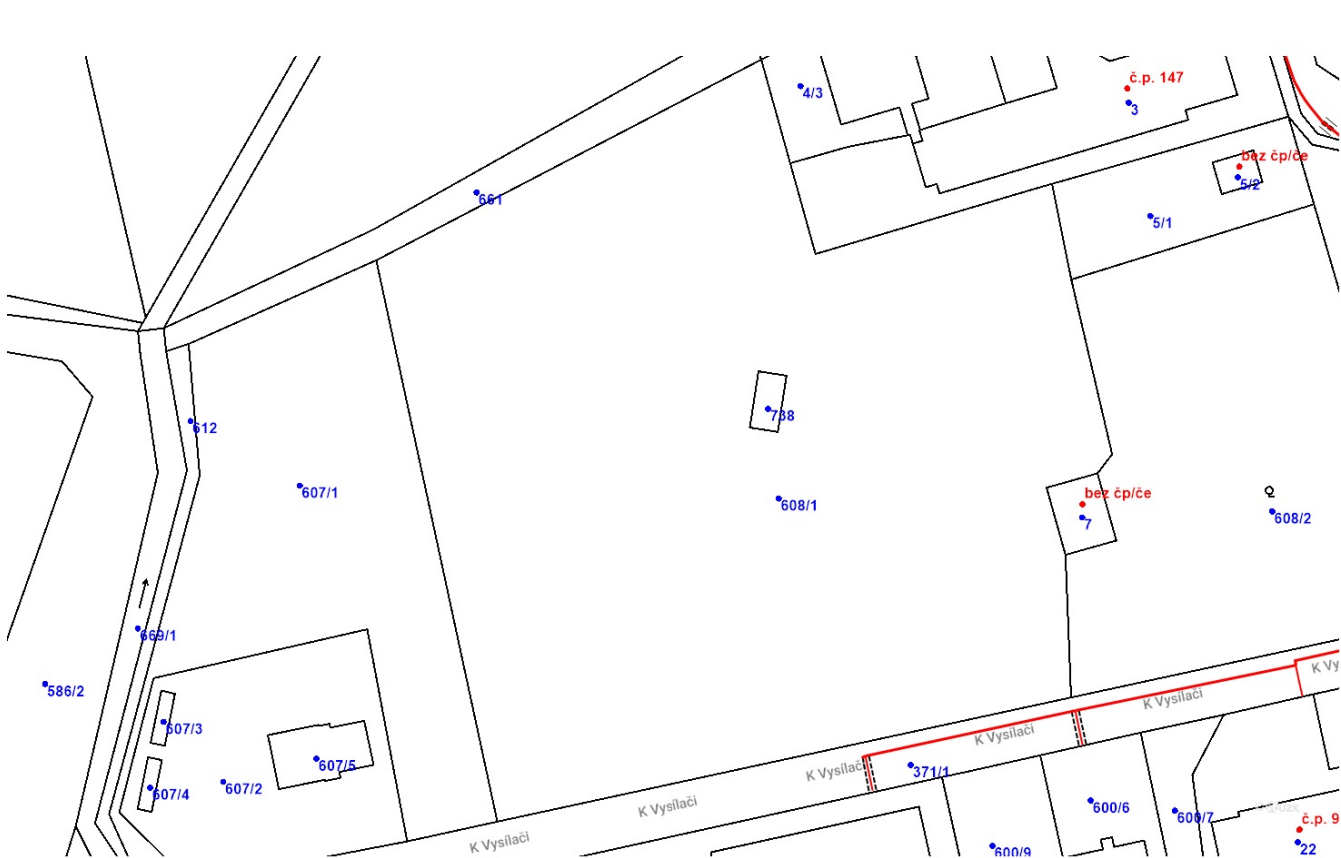 č.p. 147
4/3
3
bez čp/če
5/2
661
5/1
738
612
607/1
608/1
bez čp/če
7
608/2
669/1
586/2
K Vy
K Vysílači
607/3
K Vysílači
607/5
K Vysílači
371/1
607/2
607/4
K Vysílači
600/6
600/7
č.p. 9
K Vysílači
600/9
22